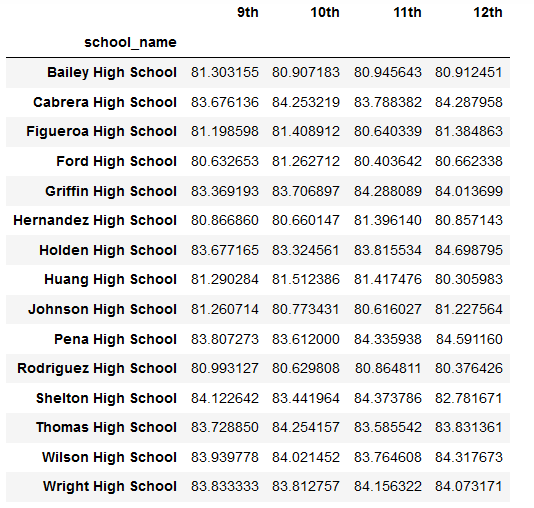 9th 10th 11th 12th
school_name
Bailey High School 81.303155 80.907183 80.945643 80.912451
Cabrera High School 83.676136 84.253219 83.788382 84.287958
Figueroa High School 81.198598 81.408912 80.640339 81.384863
Ford High School 80.632653 81.262712 80.403642 80.662338
Griffin High School 83.369193 83.706897 84.288089 84.013699
Hernandez High School 80.866860 80.660147 81.396140 80.857143
Holden High School 83.677165 83.324561 83.815534 84.698795
Huang High School 81.290284 81.512386 81.417476 80.305983
Johnson High School 81.260714 80.773431 80.616027 81.227564
Pena High School 83.807273 83.612000 84.335938 84.591160
Rodriguez High School 80.993127 80.629808 80.864811 80.376426
Shelton High School 84.122642 83.441964 84.373786 82.781671
Thomas High School 83.728850 84.254157 83.585542 83.831361
Wilson High School 83.939778 84.021452 83.764608 84.317673
Wright High School 83.833333 83.812757 84.156322 84.073171